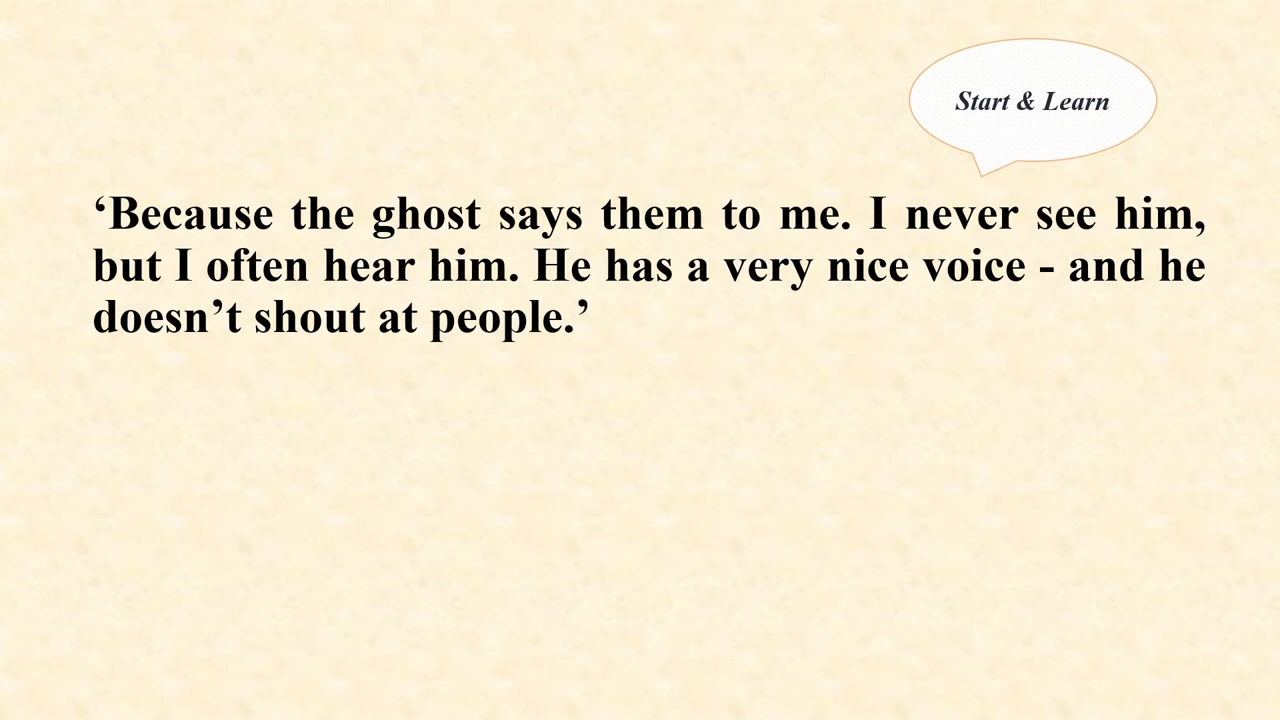 Start & Learn
‘Because the ghost says them to me. I never see him,
but I often hear him. He has a very nice voice - and he
doesn’t shout at people.’